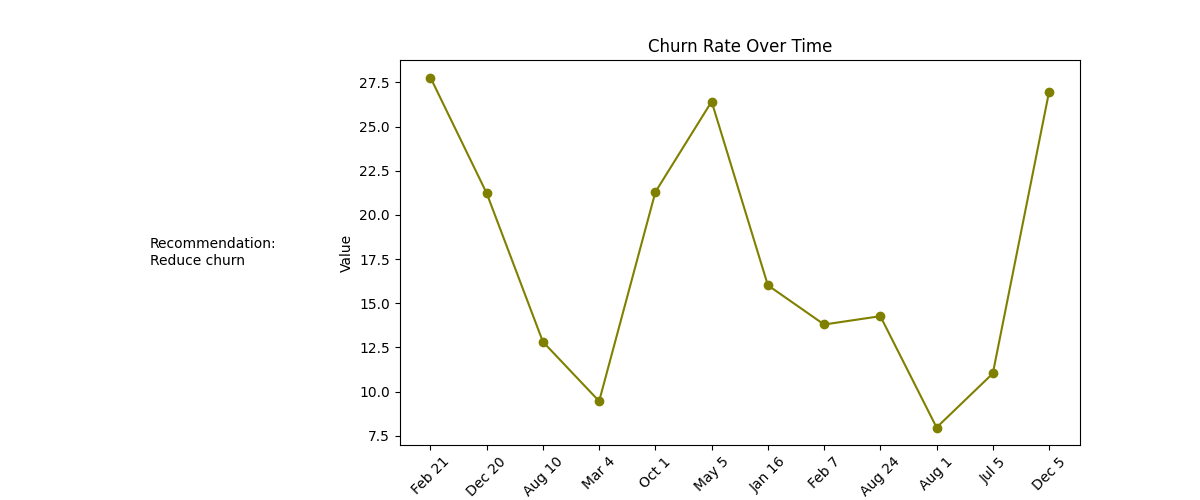 Churn Rate Over Time
Recommendation:
Reduce churn
Value
27.5
25.0
22.5
20.0
17.5
15.0
12.5
10.0
7.5
Feb 21
Dec 20
Aug 10
Mar 4
Oct 1
May 5
Jan 16
Feb 7
Aug 24
Aug 1
Jul 5
Dec 5